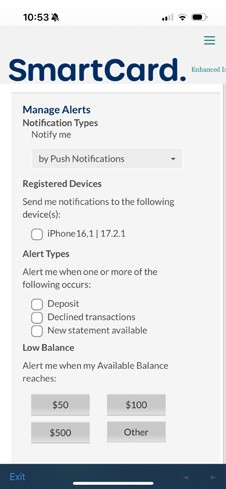 10:53
SmartCard.
Enhanced
Manage Alerts
Notification Types
Notify me
by Push Notifications
Registered Devices
Send me notifications to the following
device(s):
iPhone16,1 | 17.2.1
Alert Types
Alert me when one or more of the
following occurs:
Deposit
Declined transactions
New statement available
Low Balance
Alert me when my Available Balance
reaches:
$50 $100
$500 Other
Exit